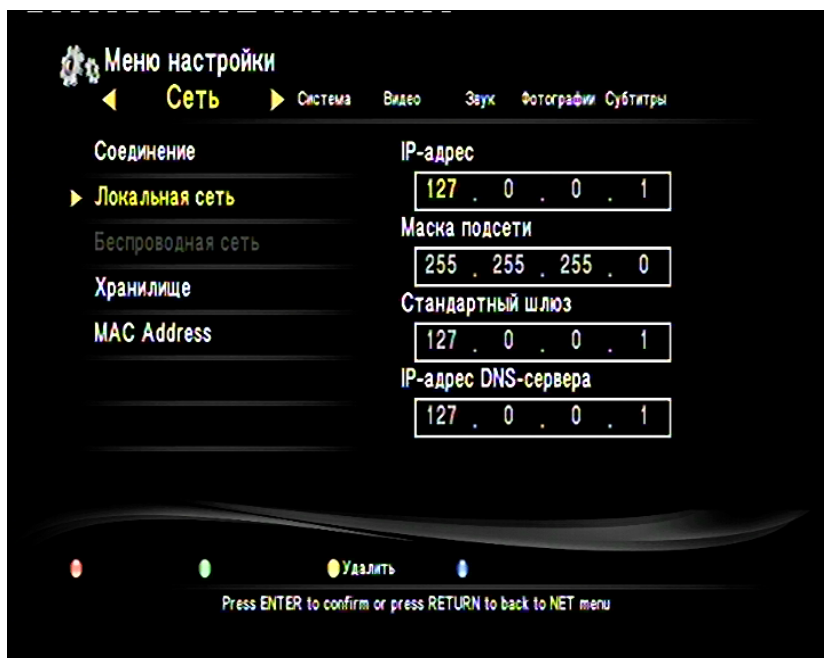 Меню настройки
Сеть Система Видео Звук Фотографии Субтитры
Соединение
Локальная сеть
Беспроводная сеть
Хранилище
MAC Address
IP-адрес
127 . 0 . 0 . 1
Маска подсети
255 . 255 . 255 . 0
Стандартный шлюз
127 . 0 . 0 . 1
IP-адрес DNS-сервера
127 . 0 . 0 . 1
Удалить
Press ENTER to confirm or press RETURN to back to NET menu